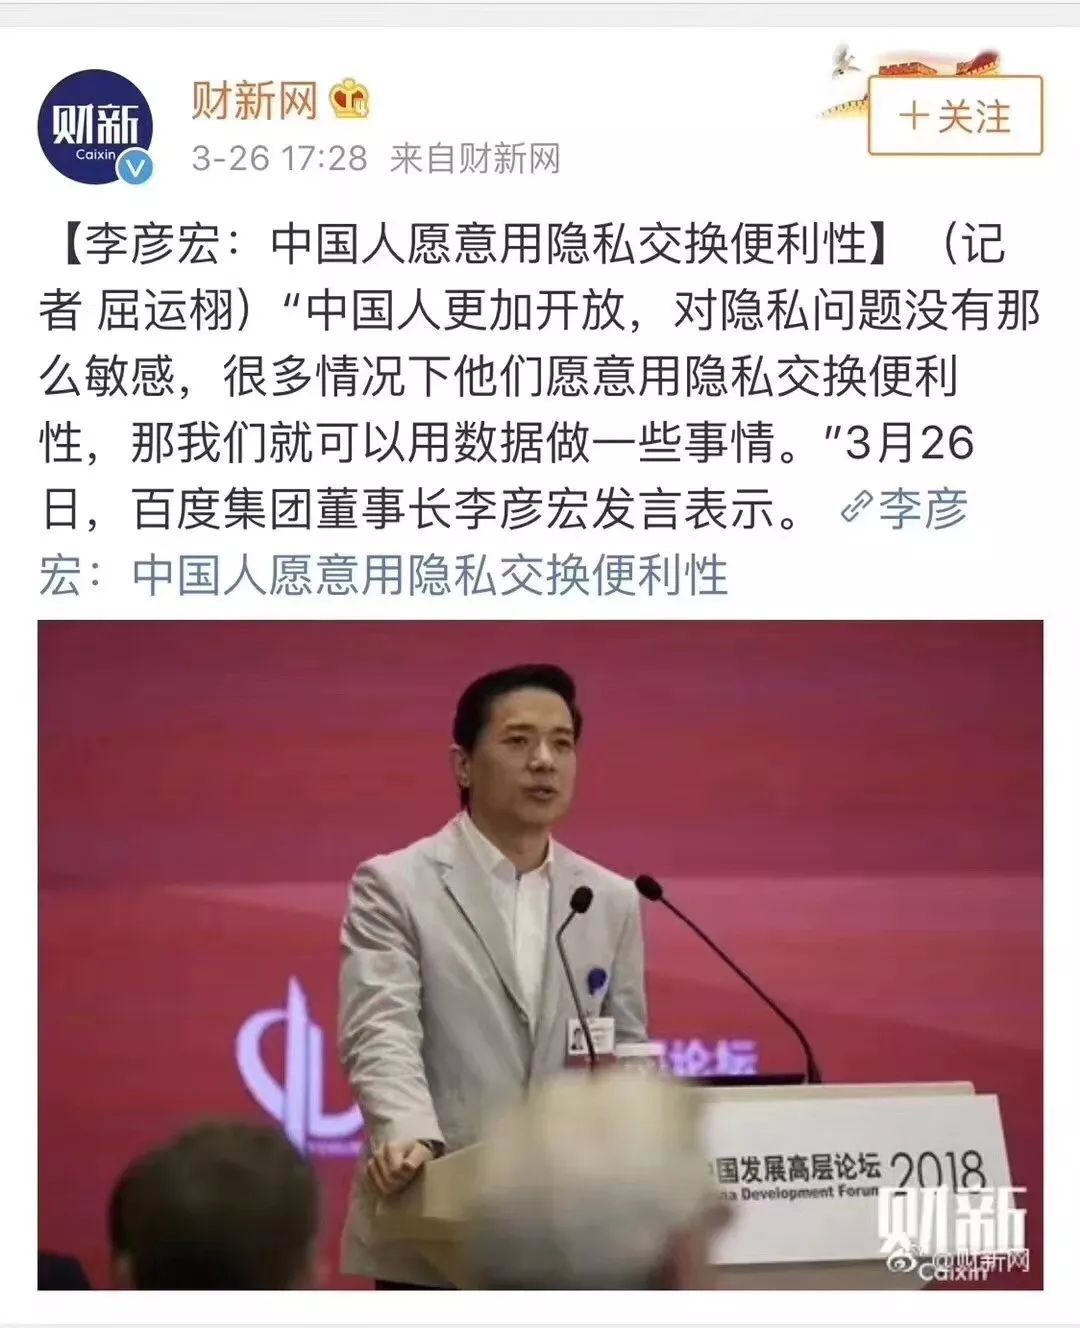 财新
Caixin
财新网
3-26 17:28 来自财新网
＋关注
【李彦宏：中国人愿意用隐私交换便利性】（记
者 屈运栩）“中国人更加开放，对隐私问题没有那
么敏感，很多情况下他们愿意用隐私交换便利
性，那我们就可以用数据做一些事情。”3月26
日，百度集团董事长李彦宏发言表示。 李彦
宏：中国人愿意用隐私交换便利性
论坛
国发展高层论坛 2018
na Development Forum
财新
@财新网
Caixin